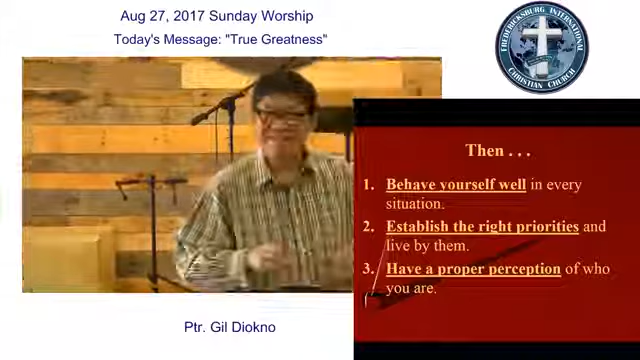 Aug 27, 2017 Sunday Worship
Today's Message: "True Greatness"
FREDERICKSBURG INTERNATIONAL
CHRISTIAN CHURCH
Then . . .
1. Behave yourself well in every
situation.
2. Establish the right priorities and
live by them.
3. Have a proper perception of who
you are.
Ptr. Gil Diokno